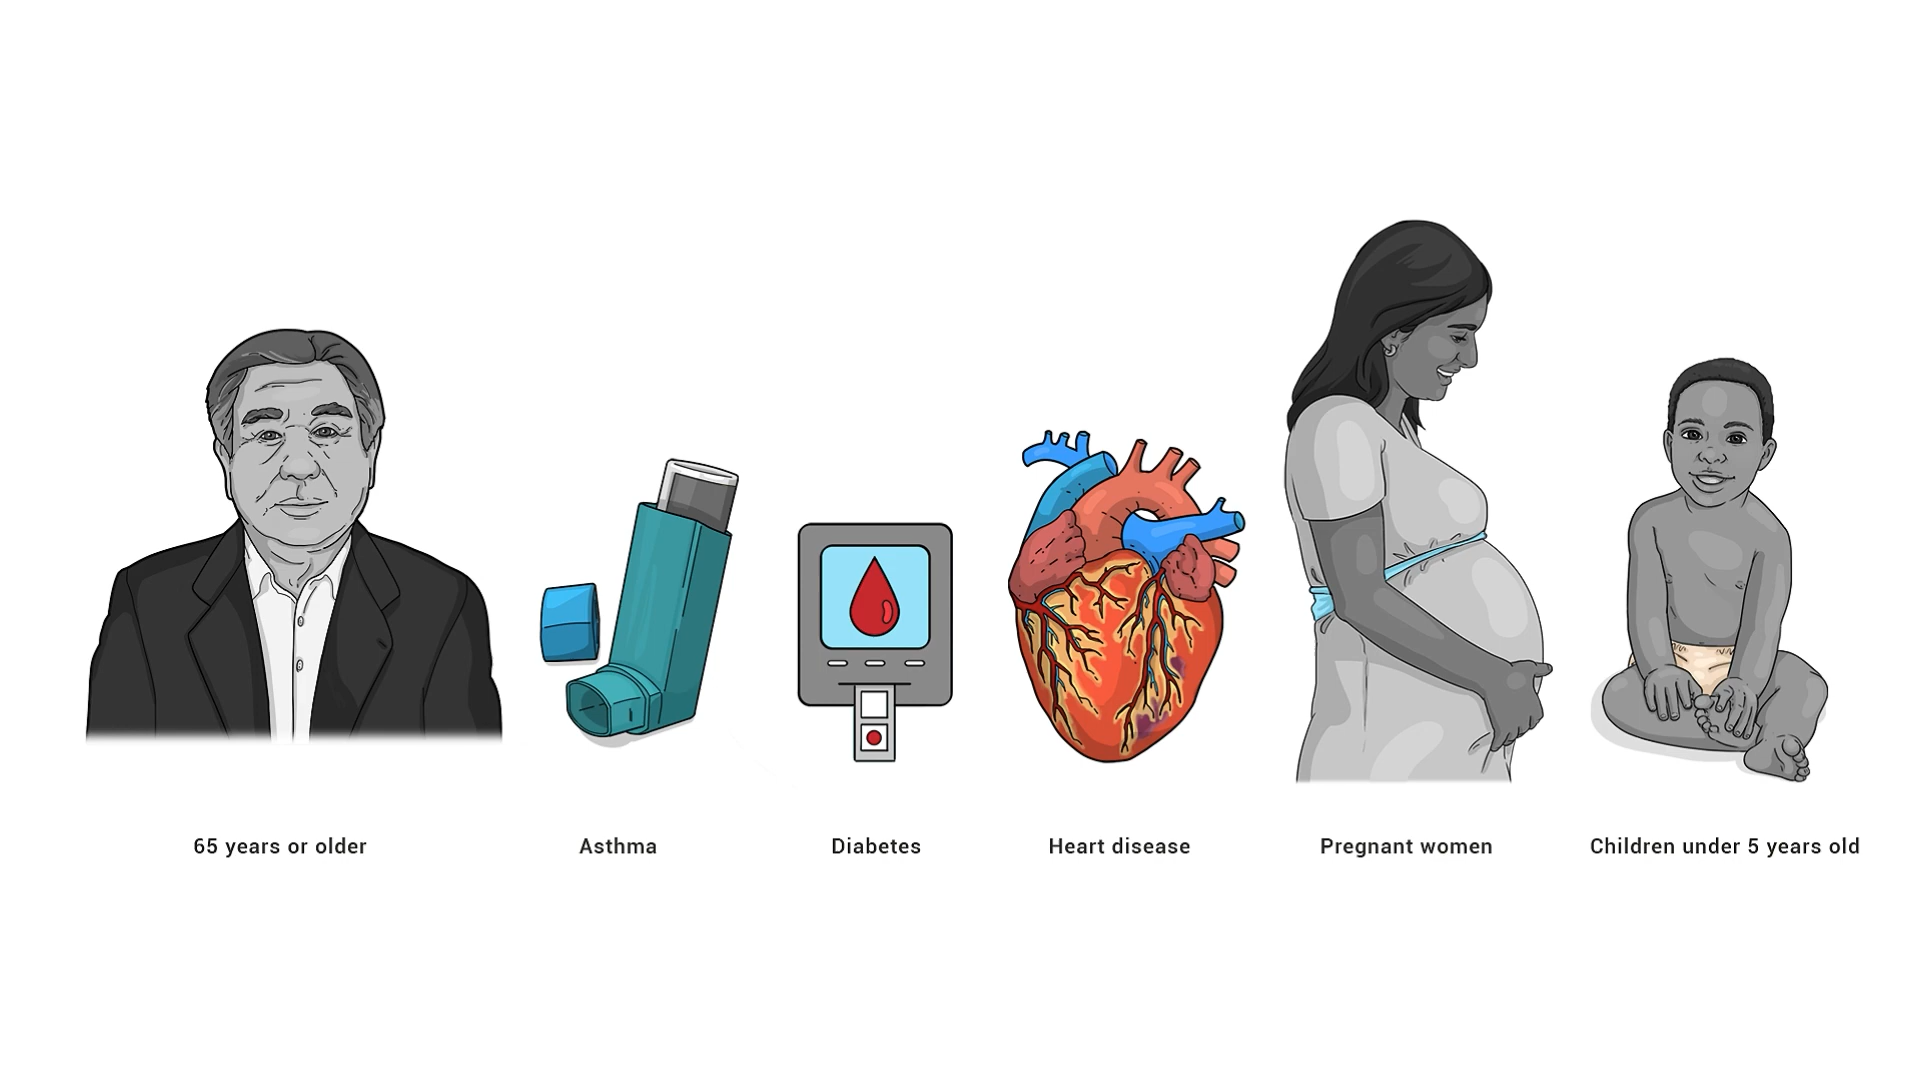 65 years or older
Asthma
Diabetes
Heart disease
Pregnant women
Children under 5 years old